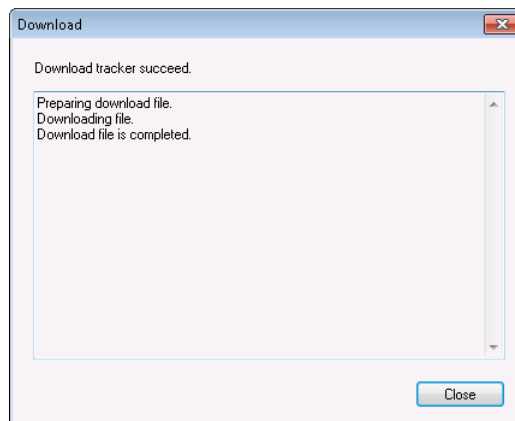 Download
Download tracker succeed.
Preparing download file.
Downloading file.
Download file is completed.
Close